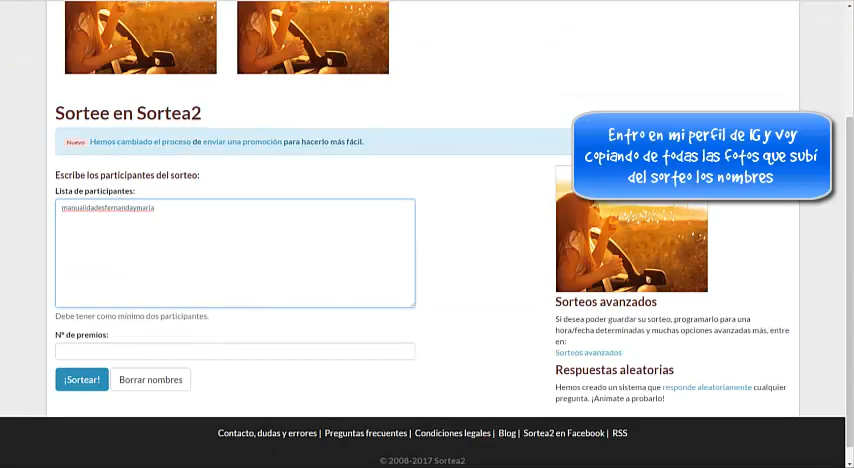 Sortee en Sortea2
Nuevo Hemos cambiado el proceso de enviar una promoción para hacerlo más fácil.
Entro en mi perfil de IG y voy
copiando de todas las fotos que subí
del sorteo los nombres
Escribe los participantes del sorteo:
Lista de participantes:
manualidadesfernandaymaria
Debe tener como mínimo dos participantes.
Nº de premios:
¡Sortear!
Borrar nombres
Sorteos avanzados
Si desea poder guardar su sorteo, programarlo para una
hora/fecha determinadas y muchas opciones avanzadas más, entre
en:
Sorteos avanzados
Respuestas aleatorias
Hemos creado un sistema que responde aleatoriamente cualquier
pregunta. ¡Anímate a probarlo!
Contacto, dudas y errores | Preguntas frecuentes | Condiciones legales | Blog | Sortea2 en Facebook | RSS
© 2008-2017 Sortea2